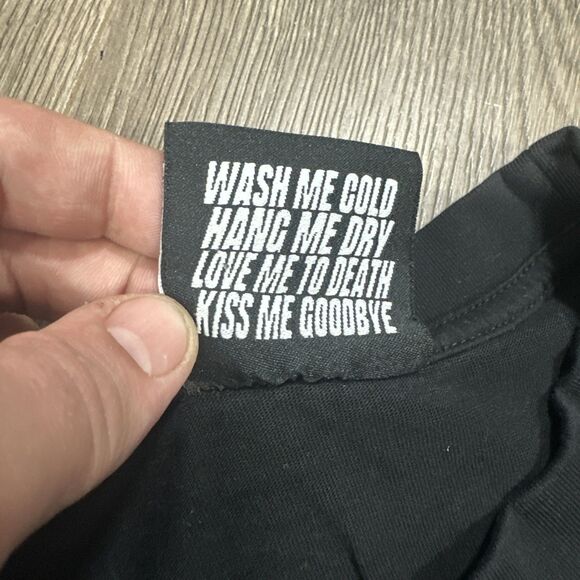 WASH ME COLD
HANG ME DRY
LOVE ME TO DEATH
KISS ME GOODBYE